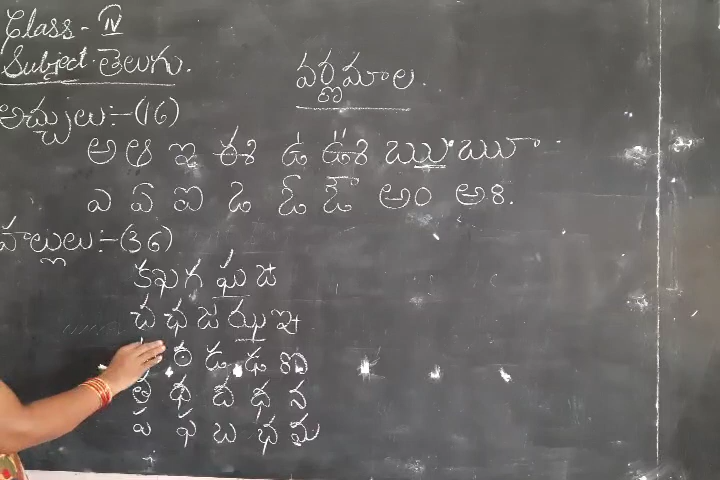 Class - IV
Subject. తెలుగు.
వర్ణమాల.
అచ్చులు:-(16)
అ ఆ ఇ ఈ ఉ ఊ ఋ ౠ
ఎ ఏ ఐ ఒ ఓ ఔ అం అః.
హల్లులు:-(36)
క ఖ గ ఘ ఙ
చ ఛ జ ఝ ఞ
ఠ డ ఢ ణ
త థ ద ధ న
ప ఫ బ భ మ